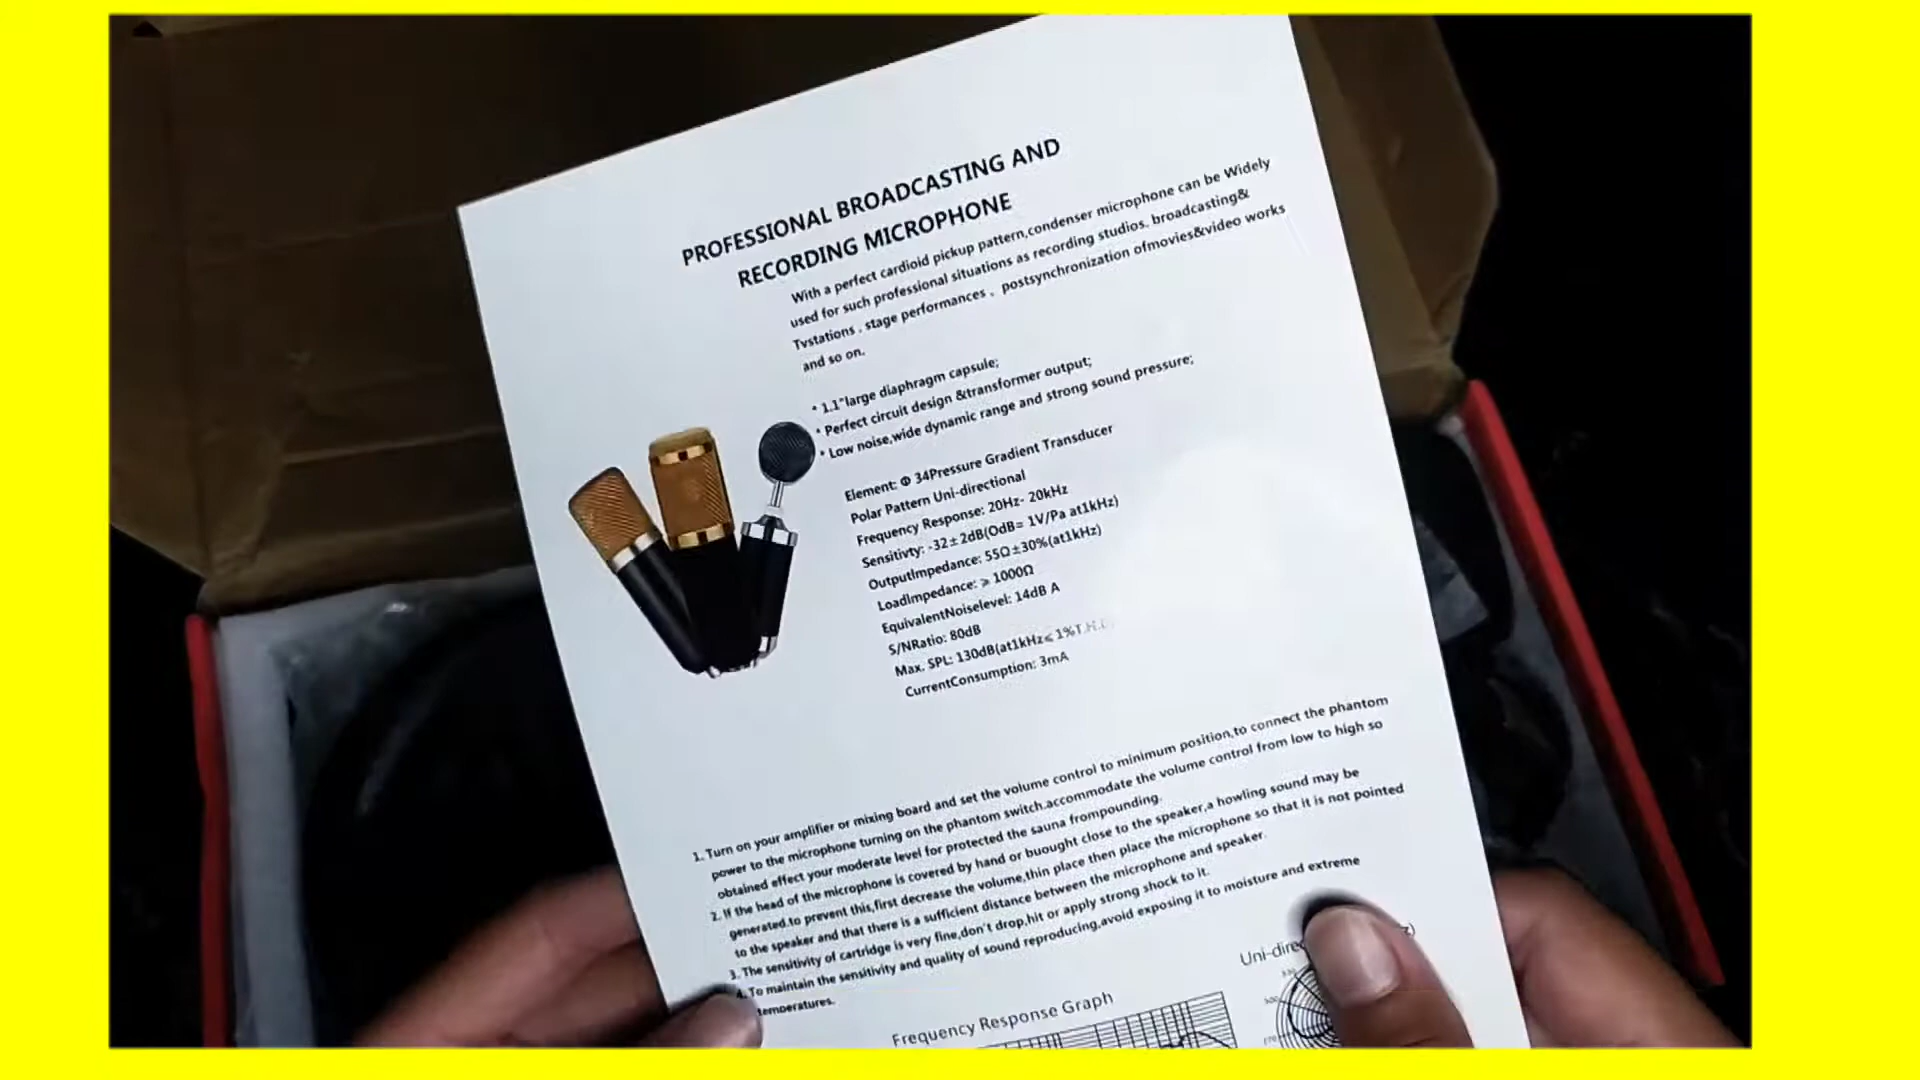 PROFESSIONAL BROADCASTING AND
RECORDING MICROPHONE
With a perfect cardioid pickup pattern,condenser microphone can be Widely
used for such professional situations as recording studios, broadcasting&
Tvstations , stage performances 、 postsynchronization ofmovies&video works
and so on.
* 1.1"large diaphragm capsule;
* Perfect circuit design &transformer output;
* Low noise,wide dynamic range and strong sound pressure;
Element: Φ 34Pressure Gradient Transducer
Polar Pattern Uni-directional
Frequency Response: 20Hz- 20kHz
Sensitivty: -32±2dB(OdB= 1V/Pa at1kHz)
OutputImpedance: 55Ω±30%(at1kHz)
LoadImpedance: ≥ 1000Ω
EquivalentNoiselevel: 14dB A
S/NRatio: 80dB
Max. SPL: 130dB(at1kHz≤ 1%T.H.D
CurrentConsumption: 3mA
1. Turn on your amplifier or mixing board and set the volume control to minimum position,to connect the phantom
power to the microphone turning on the phantom switch.accommodate the volume control from low to high so
obtained effect your moderate level for protected the sauna frompounding.
2. If the head of the microphone is covered by hand or buought close to the speaker,a howling sound may be
generated.to prevent this,first decrease the volume,thin place then place the microphone so that it is not pointed
to the speaker and that there is a sufficient distance between the microphone and speaker.
3. The sensitivity of cartridge is very fine,don't drop,hit or apply strong shock to it.
4. To maintain the sensitivity and quality of sound reproducing,avoid exposing it to moisture and extreme
temoeratures.
Frequency Response Graph
Uni-direc